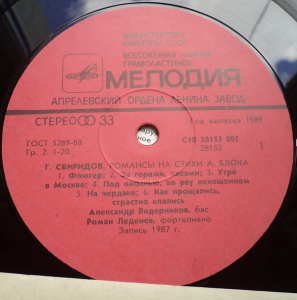 МИНИСТЕРСТВО
КУЛЬТУРЫ СССР
ВСЕСОЮЗНАЯ ФИРМА
ГРАМПЛАСТИНОК
МЕЛОДИЯ
АПРЕЛЕВСКИЙ ОРДЕНА ЛЕНИНА ЗАВОД
СТЕРЕО 33
Год выпуска 1989
ГОСТ 5289-88
Гр. 2. 1-20
С10 28153 005
28153
1
Г. СВИРИДОВ. РОМАНСЫ НА СТИХИ А. БЛОКА
1. Флюгер; 2. За горами, лесами; 3. Утро
в Москве; 4. Под насыпью, во рву некошенном
5. На чердаке; 6. Как прощались,
страстно клялись
Александр Ведерников, бас
Роман Леденев, фортепиано
Запись 1987 г.